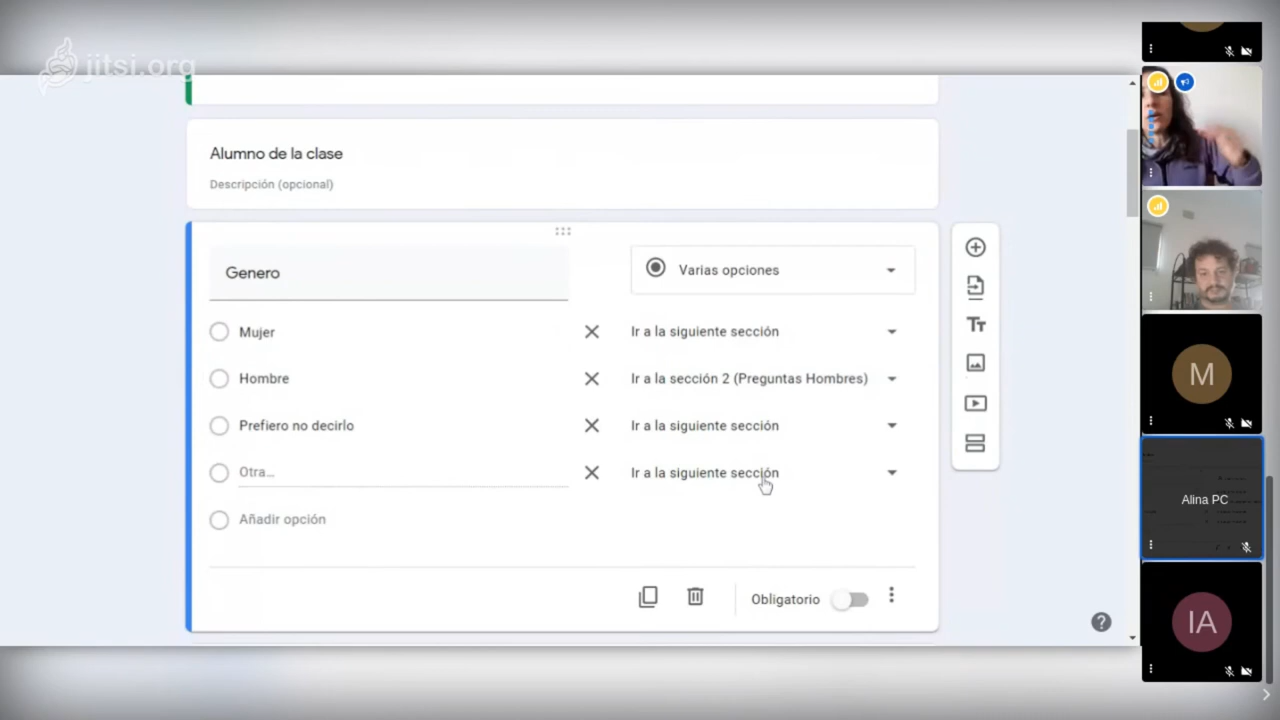 jitsi.org
Alumno de la clase
Descripción (opcional)
Genero
Varias opciones
Mujer
Ir a la siguiente sección
Hombre
Ir a la sección 2 (Preguntas Hombres)
Prefiero no decirlo
Ir a la siguiente sección
Otra...
Ir a la siguiente sección
Añadir opción
Obligatorio
Tт
M
Alina PC
IA